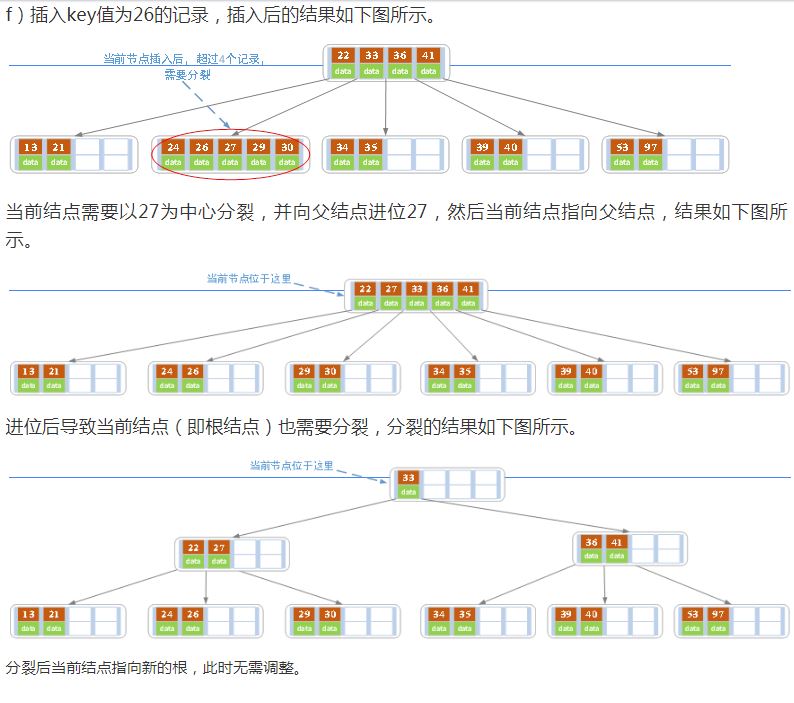 f）插入key值为26的记录，插入后的结果如下图所示。
当前节点插入后，超过4个记录，
需要分裂
22 33 36 41
data data data data
13 21 24 26 27 29 30 34 35 39 40 53 97
data data data data data data data data data data data data data
当前结点需要以27为中心分裂，并向父结点进位27，然后当前结点指向父结点，结果如下图所
示。
当前节点位于这里
22 27 33 36 41
data data data data data
13 21 24 26 29 30 34 35 39 40 53 97
data data data data data data data data data data data data
进位后导致当前结点（即根结点）也需要分裂，分裂的结果如下图所示。
当前节点位于这里
33
data
22 27 36 41
data data data data
13 21 24 26 29 30 34 35 39 40 53 97
data data data data data data data data data data data data
分裂后当前结点指向新的根，此时无需调整。